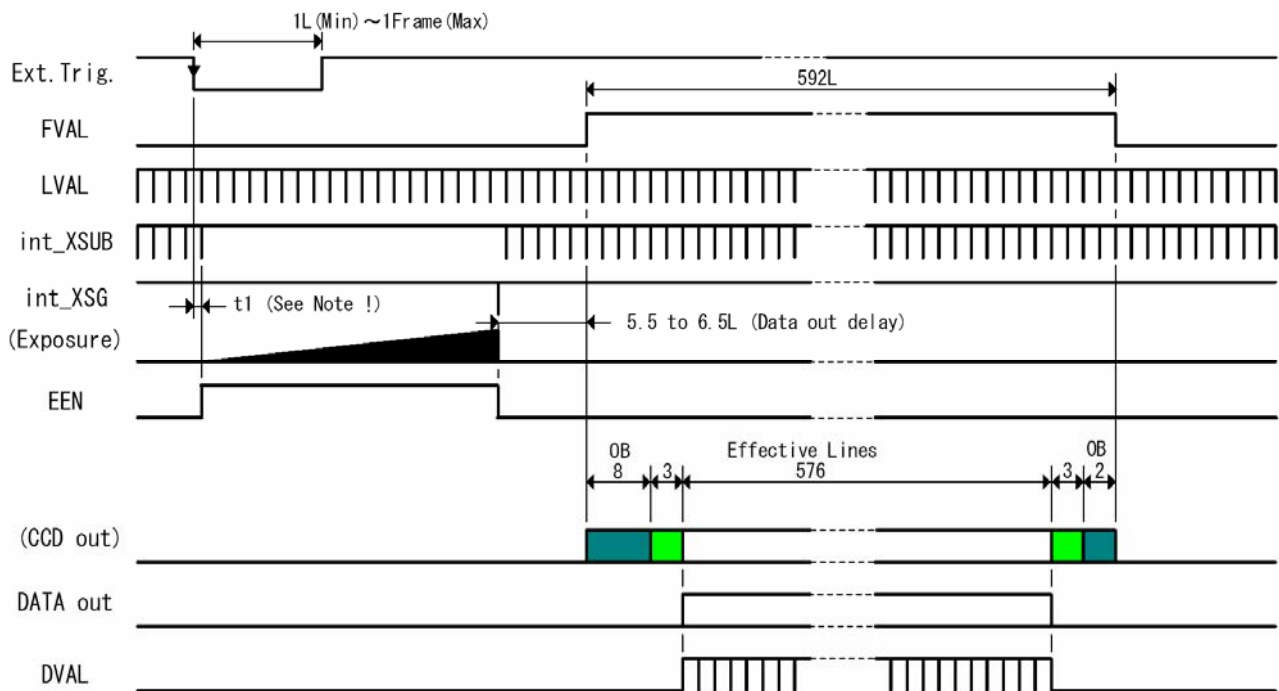 1L(Min)～1Frame(Max)
Ext.Trig.
592L
FVAL
LVAL
int_XSUB
int_XSG
t1 (See Note !)
5.5 to 6.5L (Data out delay)
(Exposure)
EEN
OB Effective Lines OB
8 3 576 3 2
(CCD out)
DATA out
DVAL